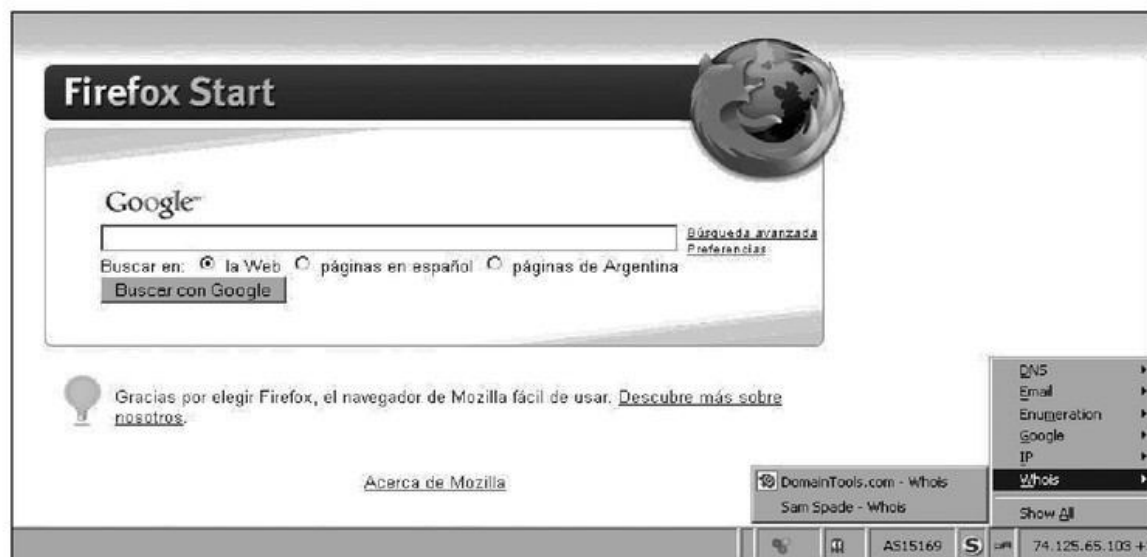 Firefox Start
Google
Búsqueda avanzada
Preferencias
Buscar en: la Web páginas en español páginas de Argentina
Buscar con Google
Gracias por elegir Firefox, el navegador de Mozilla fácil de usar. Descubre más sobre
nosotros.
Acerca de Mozilla
DNS
Email
Enumeration
Google
IP
Whois
Show All
DomainTools.com - Whois
Sam Spade - Whois
AS15169
S
74.125.65.103